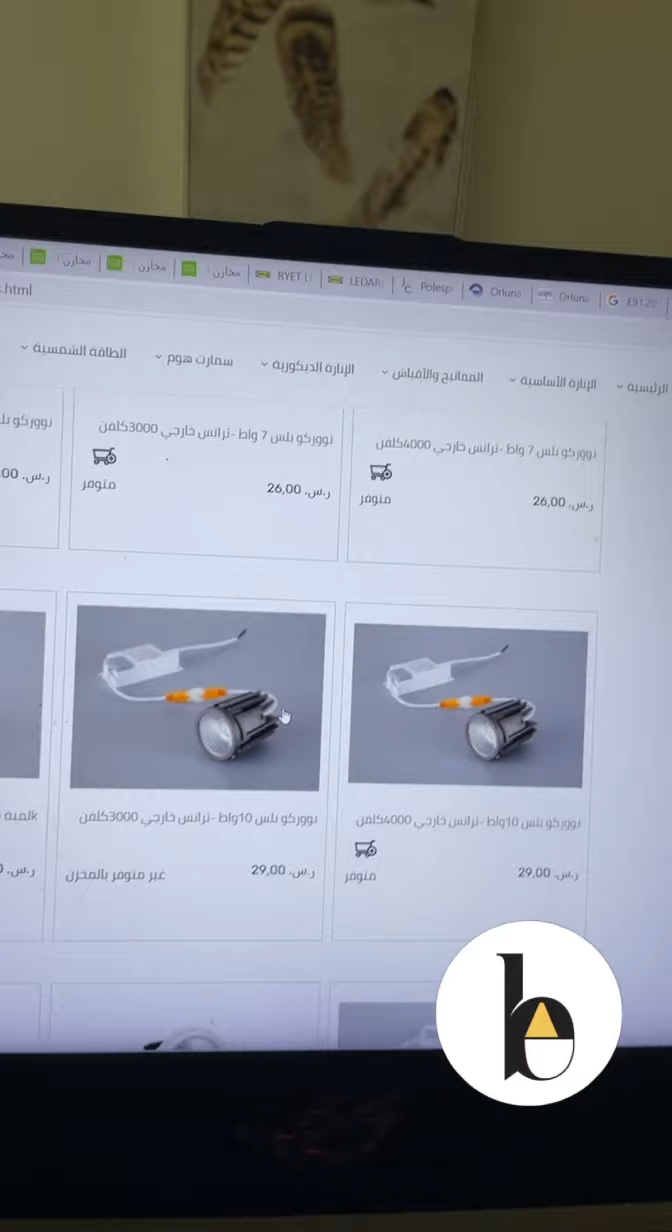 مخازن
مخازن
مخازن
RYET
LEDAR
Polesp
Orluna
Orluna
.html
الرئيسية
الإنارة الأساسية
المفاتيح والأفياش
الإنارة الديكورية
سمارت هوم
الطاقة الشمسية
نووركو بلس 7 واط -ترانس خارجي 4000كلفن
ر.س. 26,00
متوفر
نووركو بلس 7 واط -ترانس خارجي 3000كلفن
ر.س. 26,00
متوفر
نووركو بلس 10واط -ترانس خارجي 4000كلفن
ر.س. 29,00
متوفر
نووركو بلس 10واط -ترانس خارجي 3000كلفن
ر.س. 29,00
غير متوفر بالمخزن
b